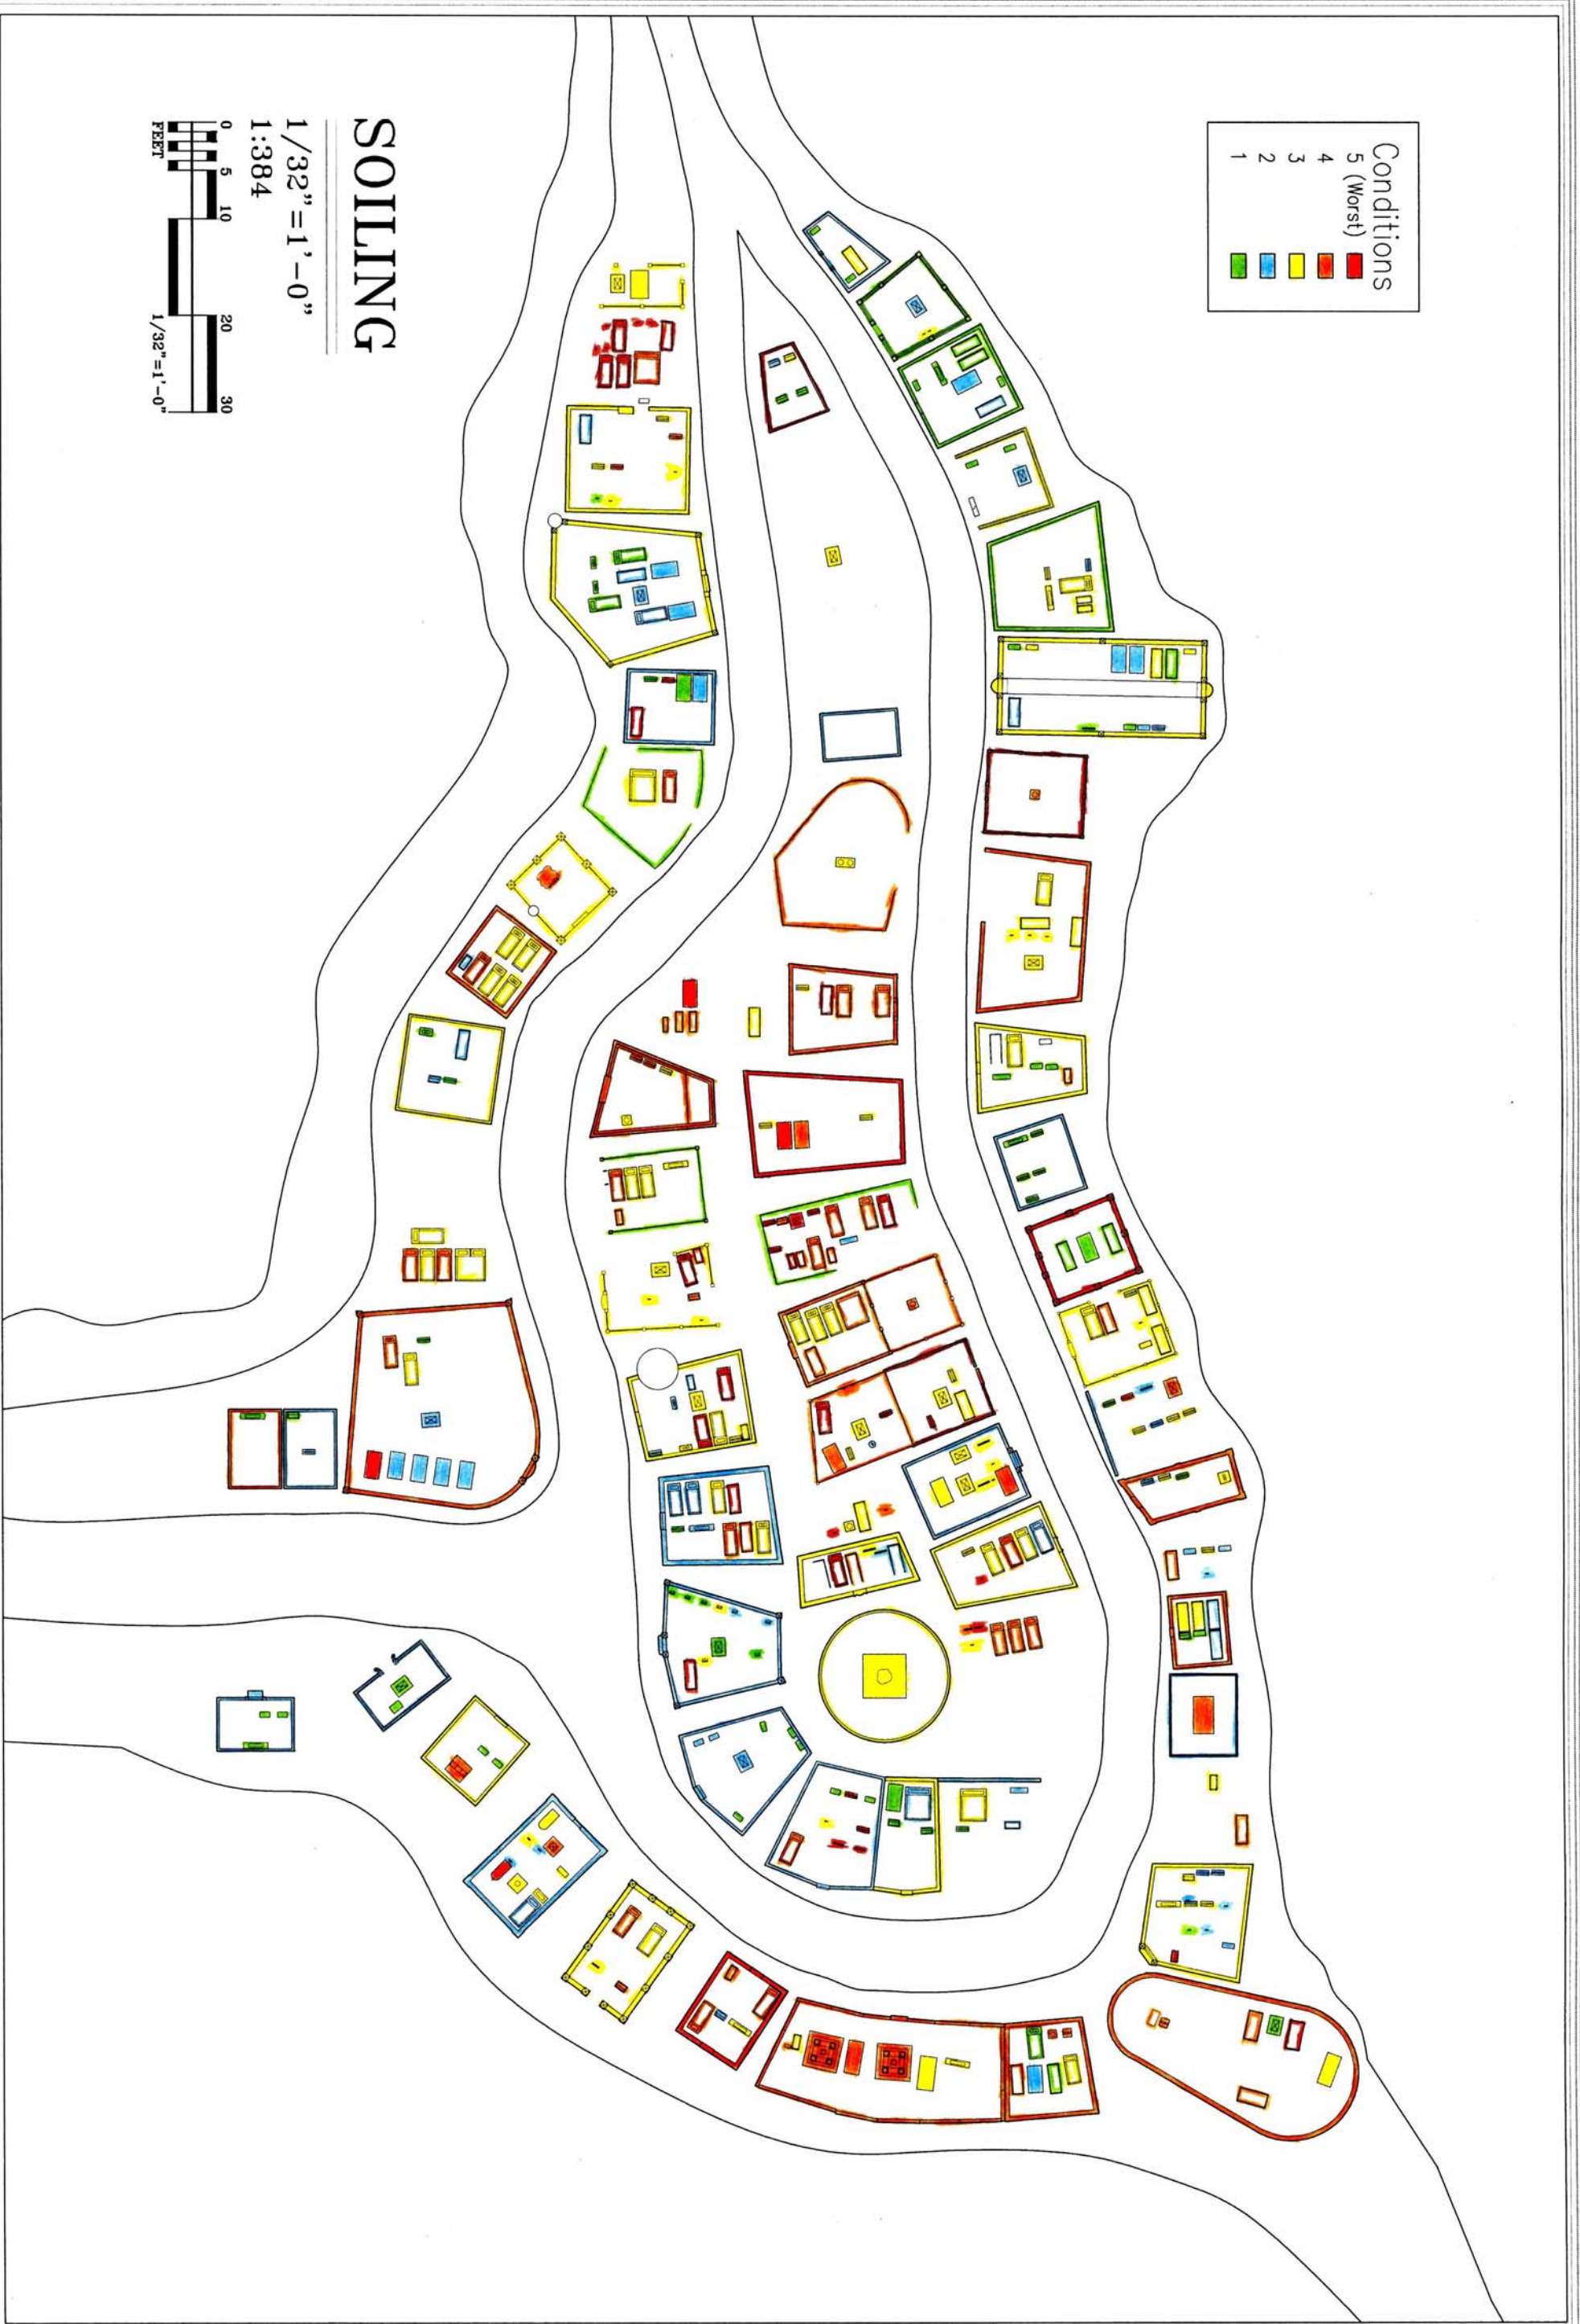 Conditions
5 (Worst)
4
3
2
1
SOILING
1/32"=1'-0"
1:384
0 5 10 20 30
FEET
1/32"=1'-0"